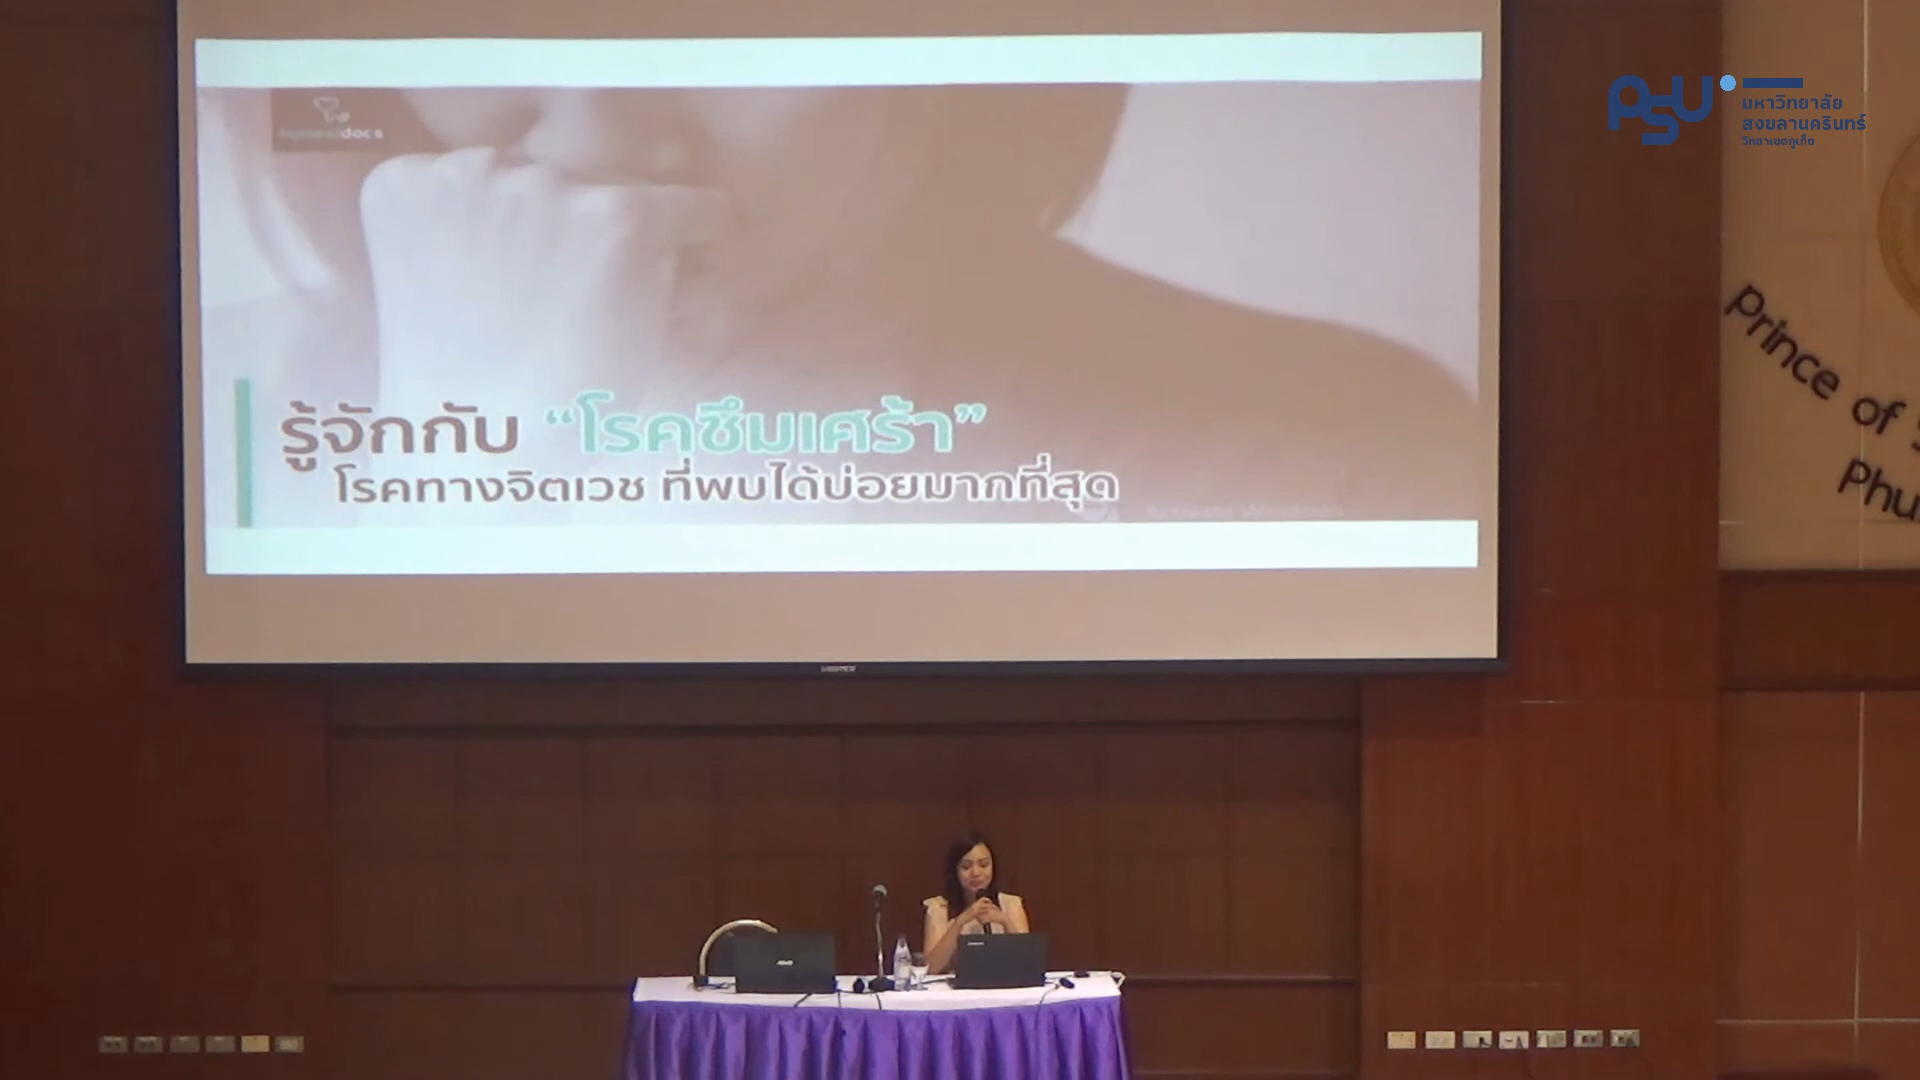 honestdocs
รู้จักกับ “โรคซึมเศร้า”
โรคทางจิตเวช ที่พบได้บ่อยมากที่สุด
PSU
มหาวิทยาลัย
สงขลานครินทร์
วิทยาเขตภูเก็ต
Prince of
Phu
ASUS